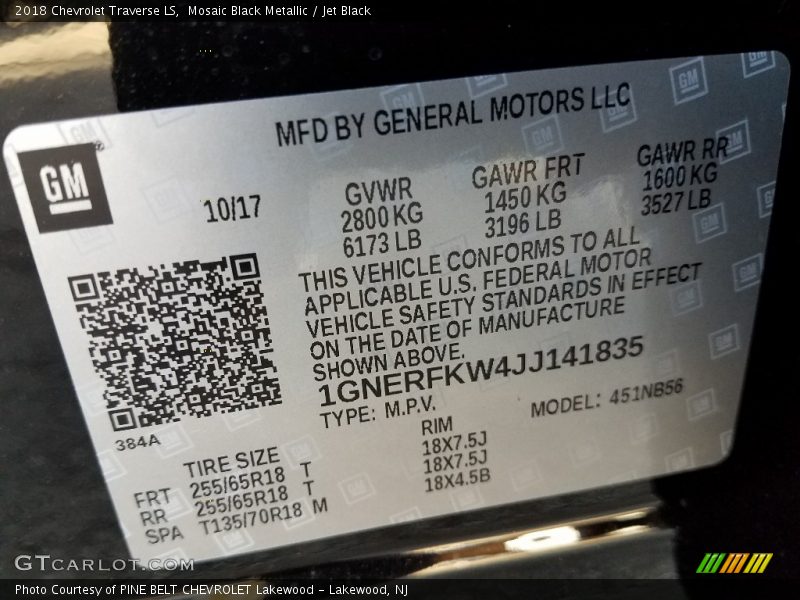 2018 Chevrolet Traverse LS, Mosaic Black Metallic / Jet Black
MFD BY GENERAL MOTORS LLC
GM
10/17
GVWR GAWR FRT GAWR RR
2800 KG 1450 KG 1600 KG
6173 LB 3196 LB 3527 LB
THIS VEHICLE CONFORMS TO ALL
APPLICABLE U.S. FEDERAL MOTOR
VEHICLE SAFETY STANDARDS IN EFFECT
ON THE DATE OF MANUFACTURE
SHOWN ABOVE.
1GNERFKW4JJ141835
TYPE: M.P.V. MODEL: 451NB56
384A
TIRE SIZE RIM
FRT 255/65R18 T 18X7.5J
RR 255/65R18 T 18X7.5J
SPA T135/70R18 M 18X4.5B
GTCARLOT.COM
Photo Courtesy of PINE BELT CHEVROLET Lakewood - Lakewood, NJ